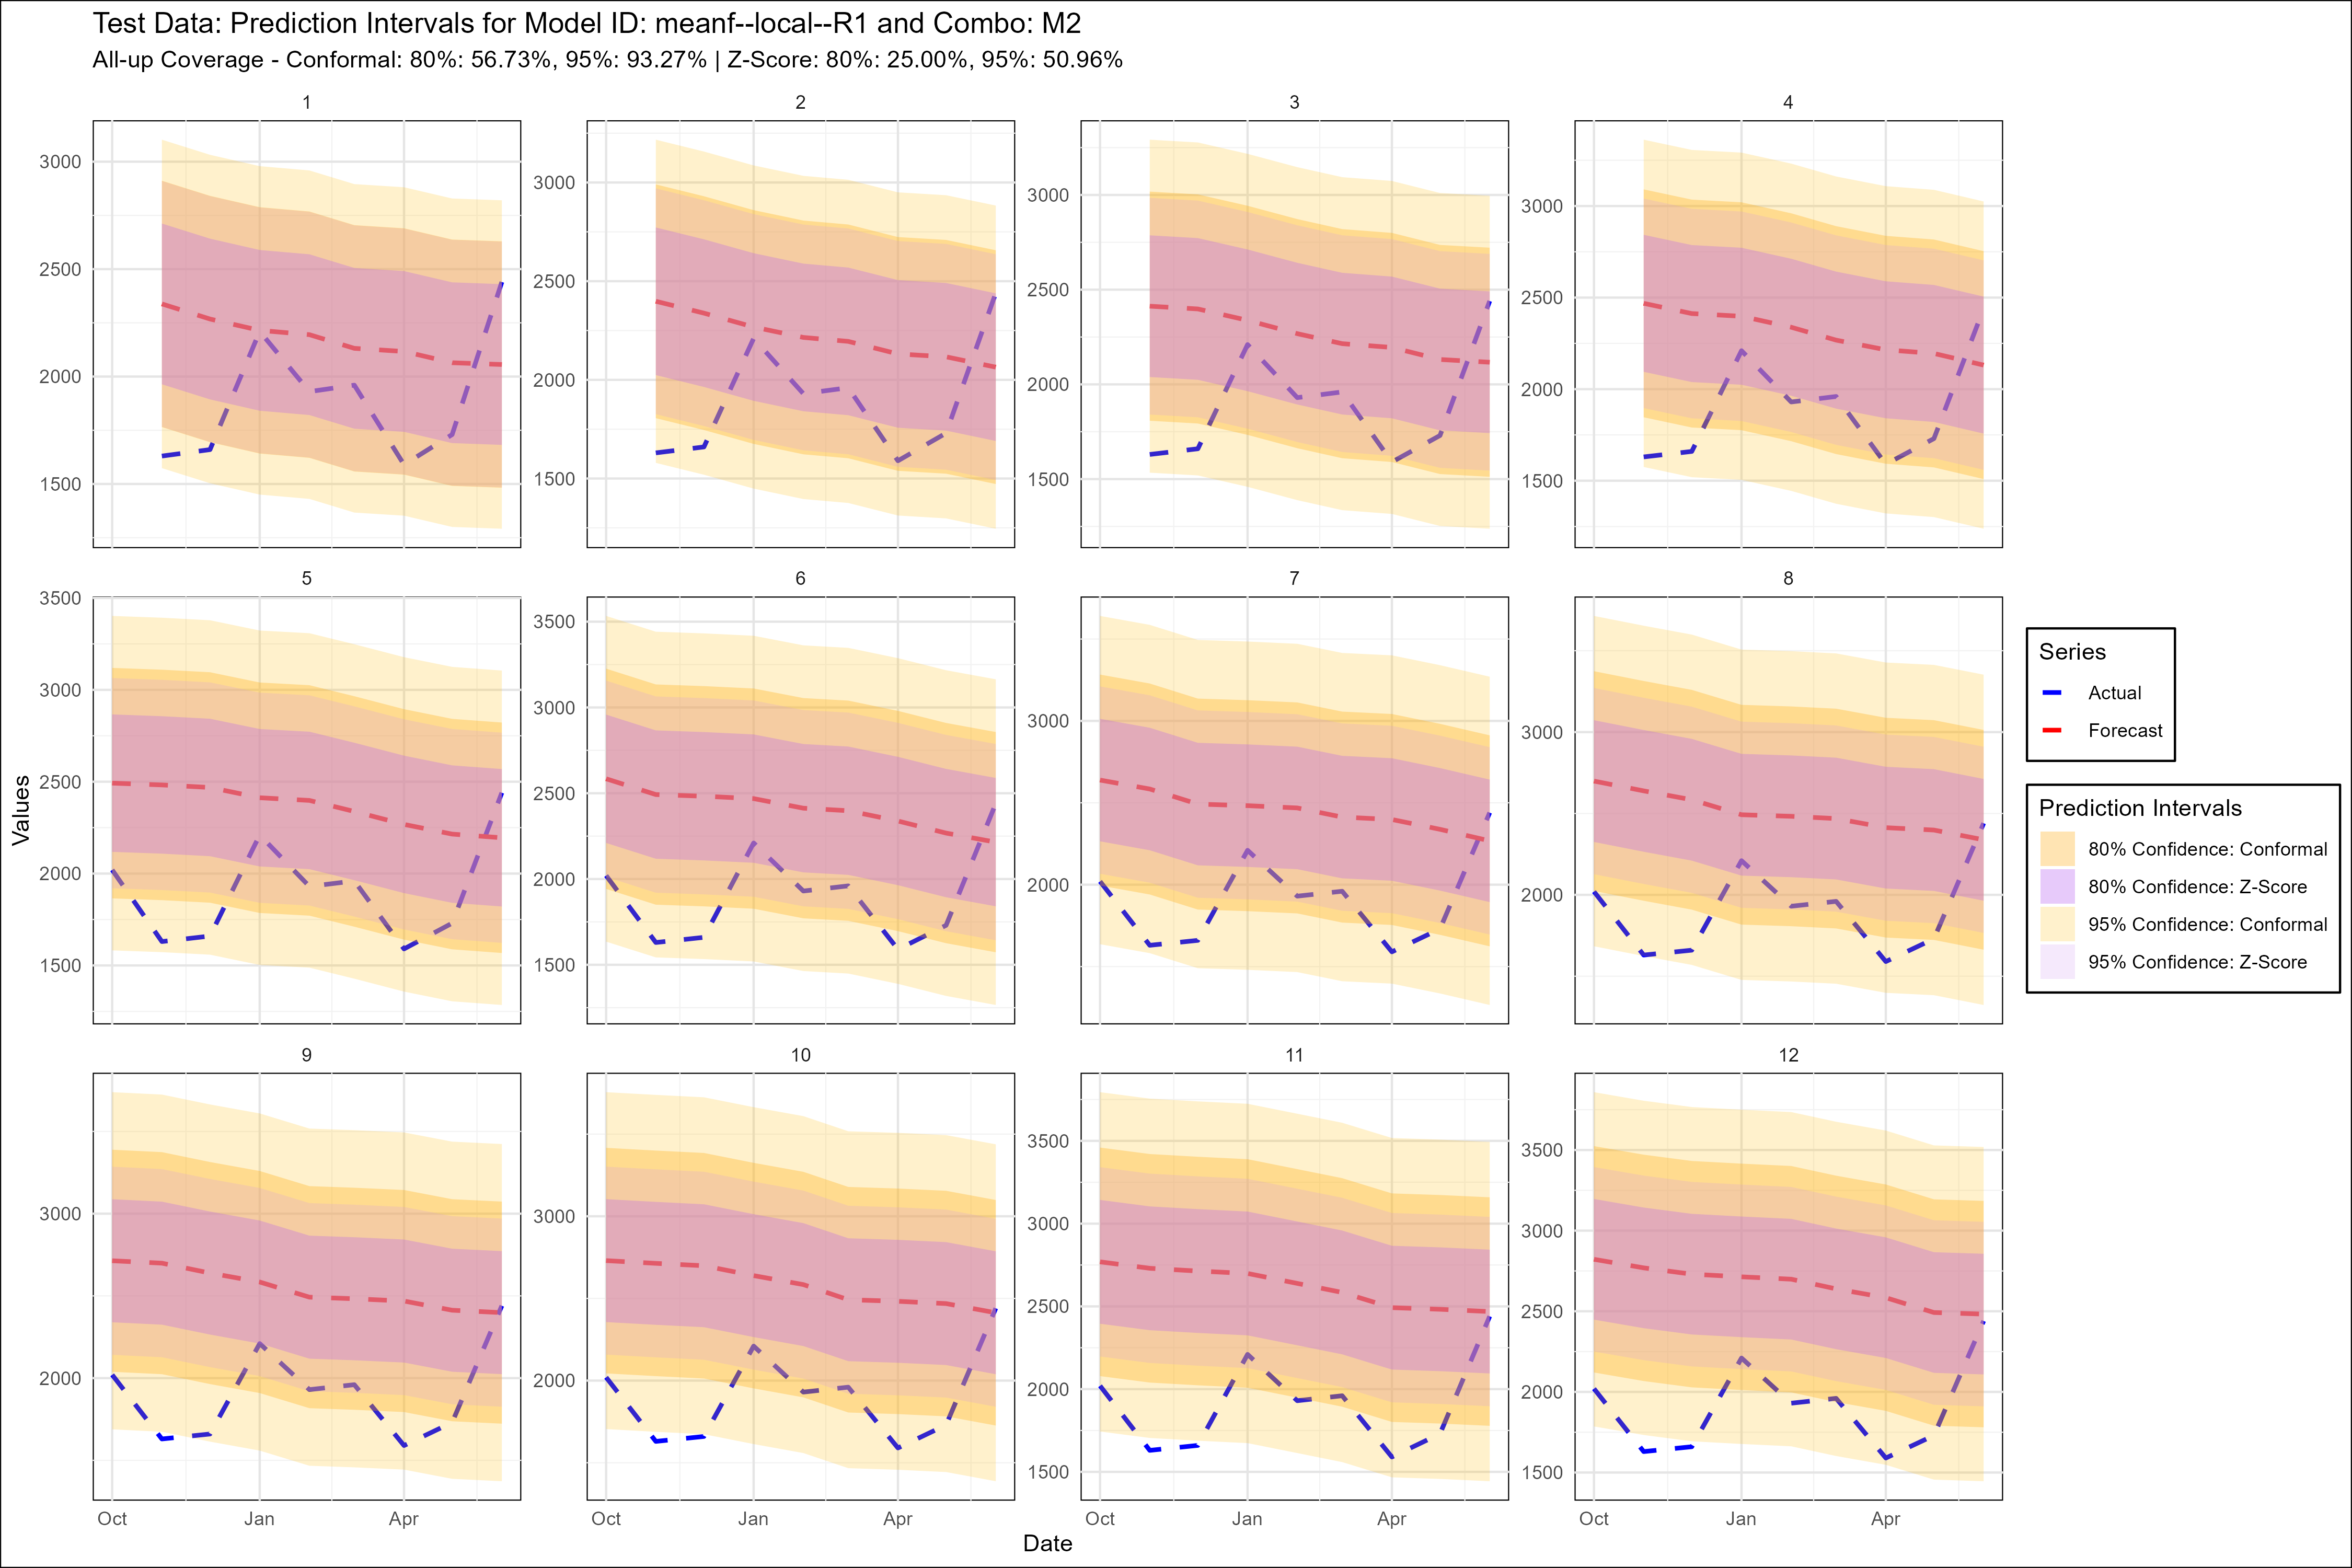 Test Data: Prediction Intervals for Model ID: meanf--local--R1 and Combo: M2
All-up Coverage - Conformal: 80%: 56.73%, 95%: 93.27% | Z-Score: 80%: 25.00%, 95%: 50.96%
1
2
3
4
3000
2500
2000
1500
3000
2500
2000
1500
3000
2500
2000
1500
3000
2500
2000
1500
5
6
7
8
3500
3000
2500
2000
1500
3500
3000
2500
2000
1500
3000
2000
3000
2000
9
10
11
12
3000
2000
3000
2000
3500
3000
2500
2000
1500
3500
3000
2500
2000
1500
Oct
Jan
Apr
Oct
Jan
Apr
Oct
Jan
Apr
Oct
Jan
Apr
Date
Values
Series
Actual
Forecast
Prediction Intervals
80% Confidence: Conformal
80% Confidence: Z-Score
95% Confidence: Conformal
95% Confidence: Z-Score